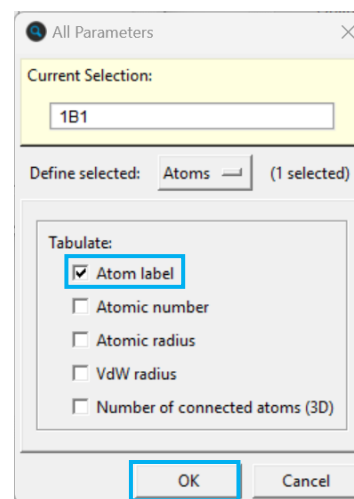 All Parameters
Current Selection:
1B1
Define selected: Atoms (1 selected)
Tabulate:
Atom label
Atomic number
Atomic radius
VdW radius
Number of connected atoms (3D)
OK Cancel